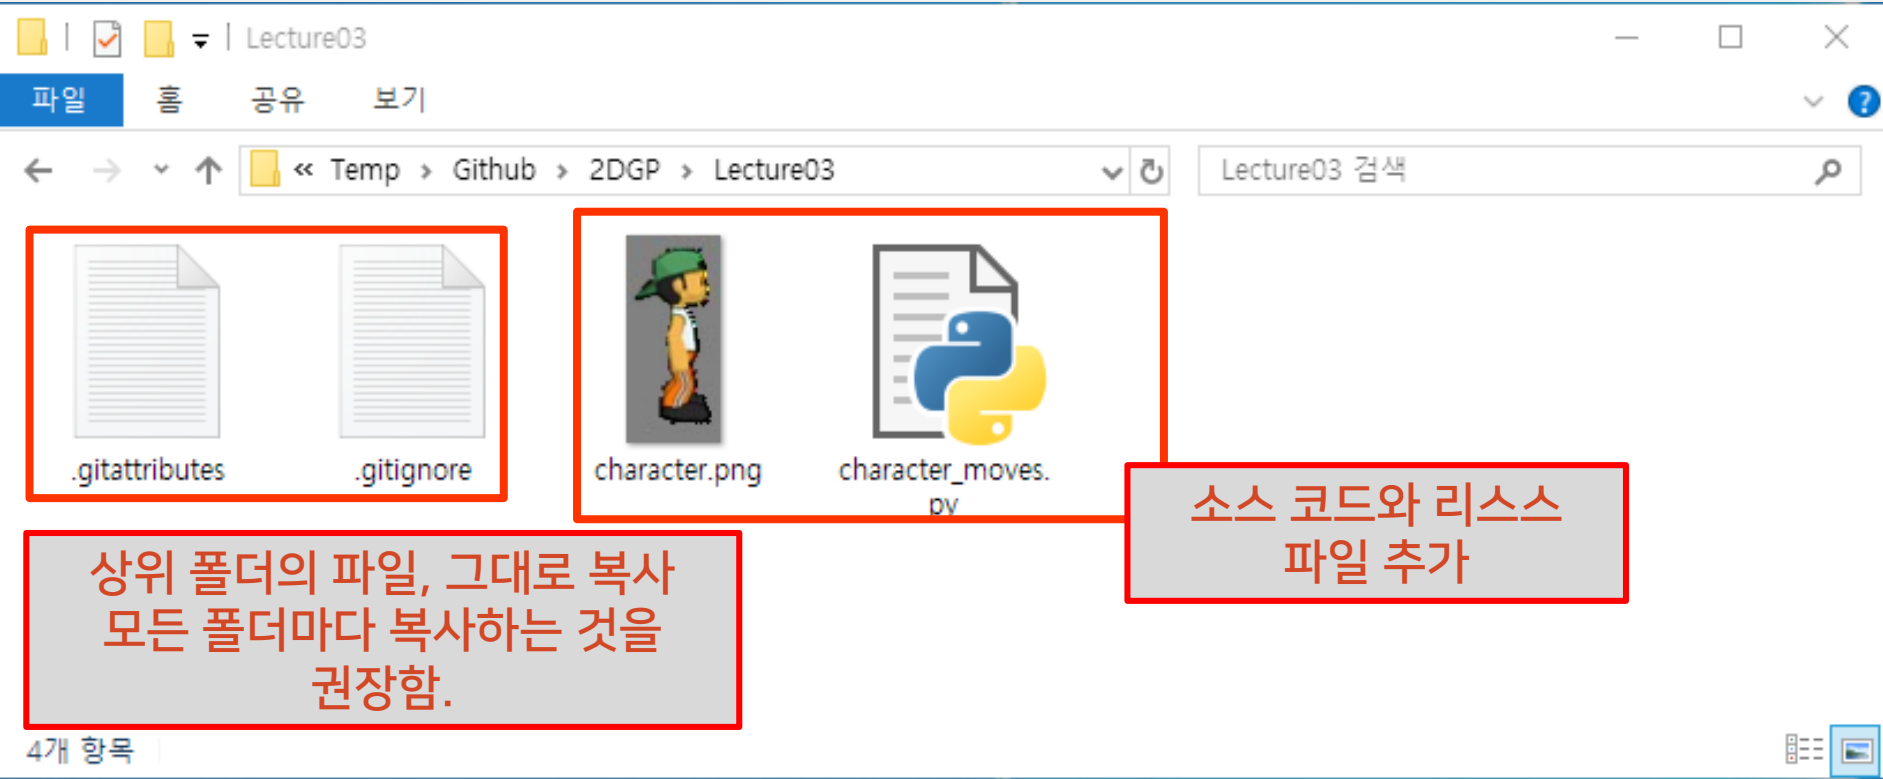 Lecture03
파일 홈 공유 보기
« Temp › Github › 2DGP › Lecture03
Lecture03 검색
.gitattributes
.gitignore
character.png
character_moves.
py
소스 코드와 리스스
파일 추가
상위 폴더의 파일, 그대로 복사
모든 폴더마다 복사하는 것을
권장함.
4개 항목